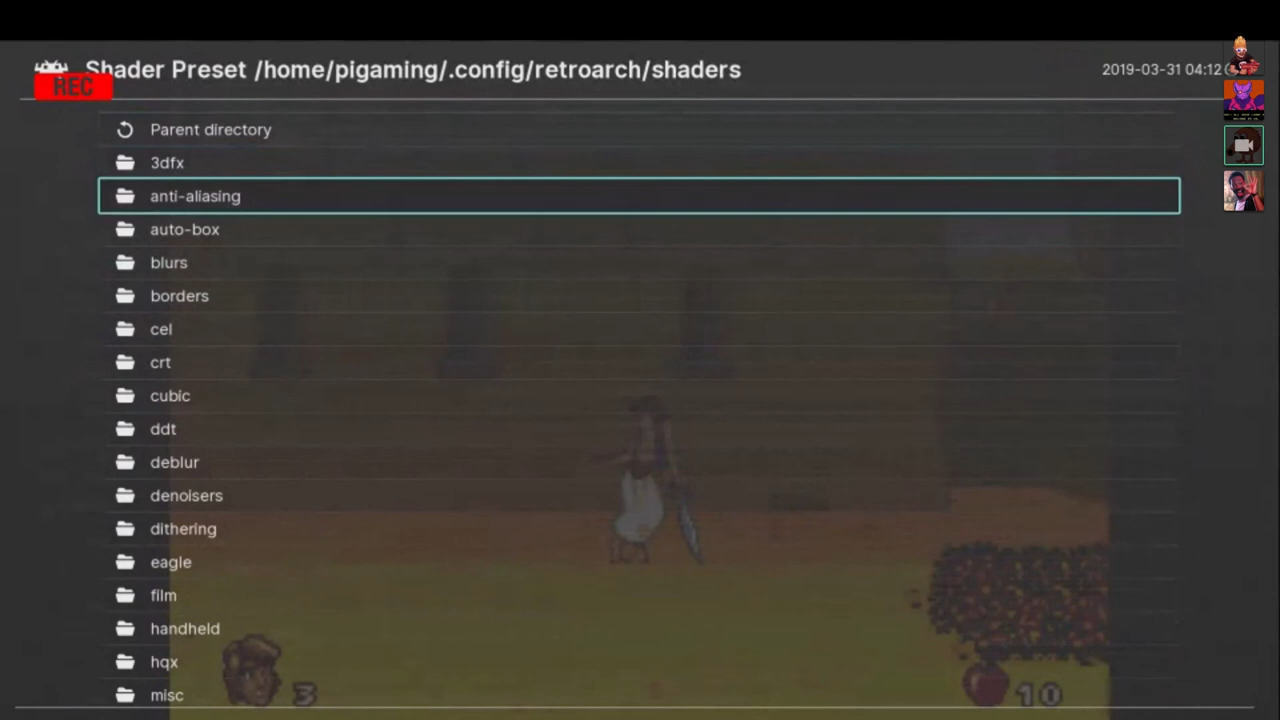 Shader Preset /home/pigaming/.config/retroarch/shaders
2019-03-31 04:12
REC
Parent directory
3dfx
anti-aliasing
auto-box
blurs
borders
cel
crt
cubic
ddt
deblur
denoisers
dithering
eagle
film
handheld
hqx
misc
3
10